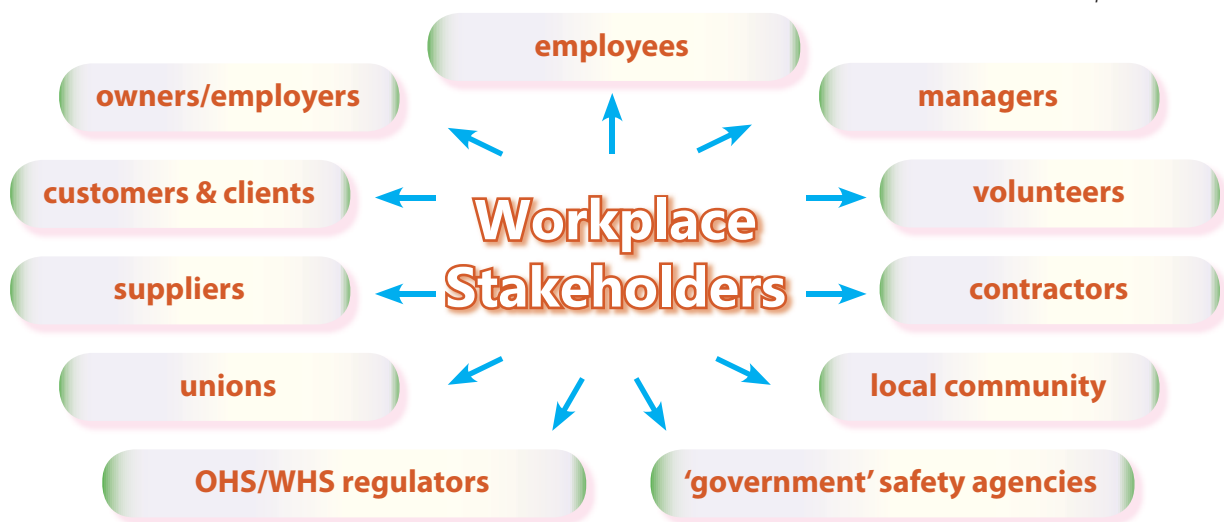 employees
owners/employers
managers
customers & clients
volunteers
Workplace
Stakeholders
suppliers
contractors
unions
local community
OHS/WHS regulators
'government' safety agencies